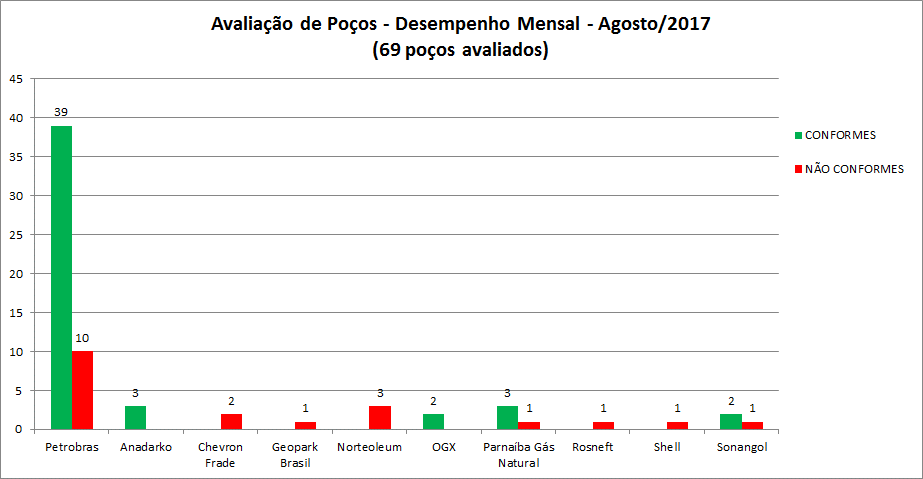 Avaliação de Poços - Desempenho Mensal - Agosto/2017
(69 poços avaliados)
45
40
35
30
25
20
15
10
5
0
39
10
3
2
1
3
2
3
1
1
1
2
1
Petrobras
Anadarko
Chevron
Frade
Geopark
Brasil
Norteoleum
OGX
Parnaíba Gás
Natural
Rosneft
Shell
Sonangol
CONFORMES
NÃO CONFORMES